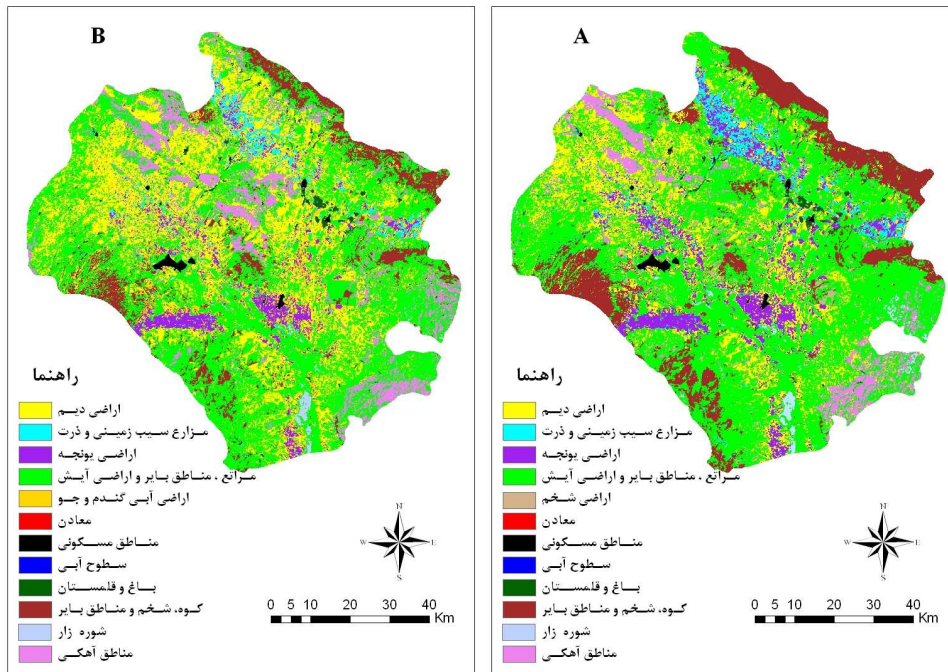 A
راهنما
اراضی دیم
مزارع سیب زمینی و ذرت
اراضی یونجه
مراتع ، مناطق بایر و اراضی آیش
اراضی شخم
معادن
مناطق مسکونی
سطوح آبی
باغ و قلمستان
کوه، شخم و مناطق بایر
شوره زار
مناطق آهکی
N
W E
S
0 5 10 20 30 40
Km
B
راهنما
اراضی دیم
مزارع سیب زمینی و ذرت
اراضی یونجه
مراتع ، مناطق بایر و اراضی آیش
اراضی آبی گندم و جو
معادن
مناطق مسکونی
سطوح آبی
باغ و قلمستان
کوه، شخم و مناطق بایر
شوره زار
مناطق آهکی
N
W E
S
0 5 10 20 30 40
Km